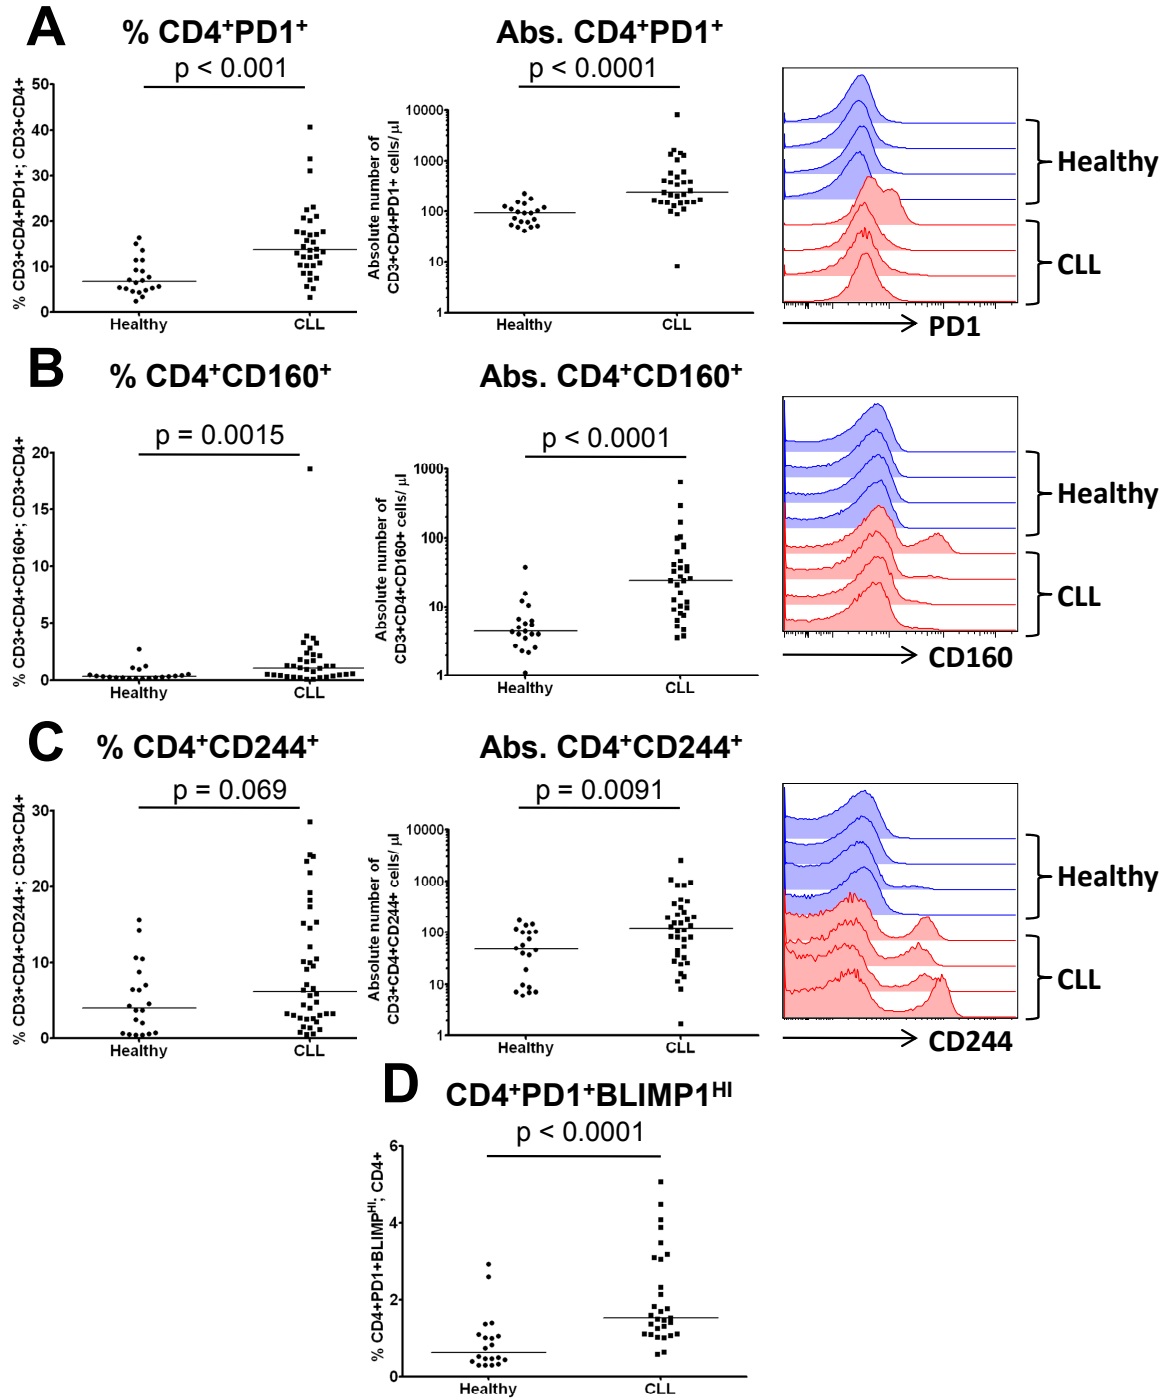 A
% CD4⁺PD1⁺
p < 0.001
% CD3+CD4+PD1+; CD3+CD4+
50
40
30
20
10
0
Healthy
CLL
Abs. CD4⁺PD1⁺
p < 0.0001
Absolute number of
CD3+CD4+PD1+ cells/ µl
10000
1000
100
10
1
Healthy
CLL
Healthy
CLL
PD1
B
% CD4⁺CD160⁺
p = 0.0015
% CD3+CD4+CD160+; CD3+CD4+
20
15
10
5
0
Healthy
CLL
Abs. CD4⁺CD160⁺
p < 0.0001
Absolute number of
CD3+CD4+CD160+ cells/ µl
1000
100
10
1
Healthy
CLL
Healthy
CLL
CD160
C
% CD4⁺CD244⁺
p = 0.069
% CD3+CD4+CD244+; CD3+CD4+
30
20
10
0
Healthy
CLL
Abs. CD4⁺CD244⁺
p = 0.0091
Absolute number of
CD3+CD4+CD244+ cells/ µl
10000
1000
100
10
1
Healthy
CLL
Healthy
CLL
CD244
D
CD4⁺PD1⁺BLIMP1ᴴᴵ
p < 0.0001
% CD4+PD1+BLIMPᴴᴵ; CD4+
6
4
2
0
Healthy
CLL